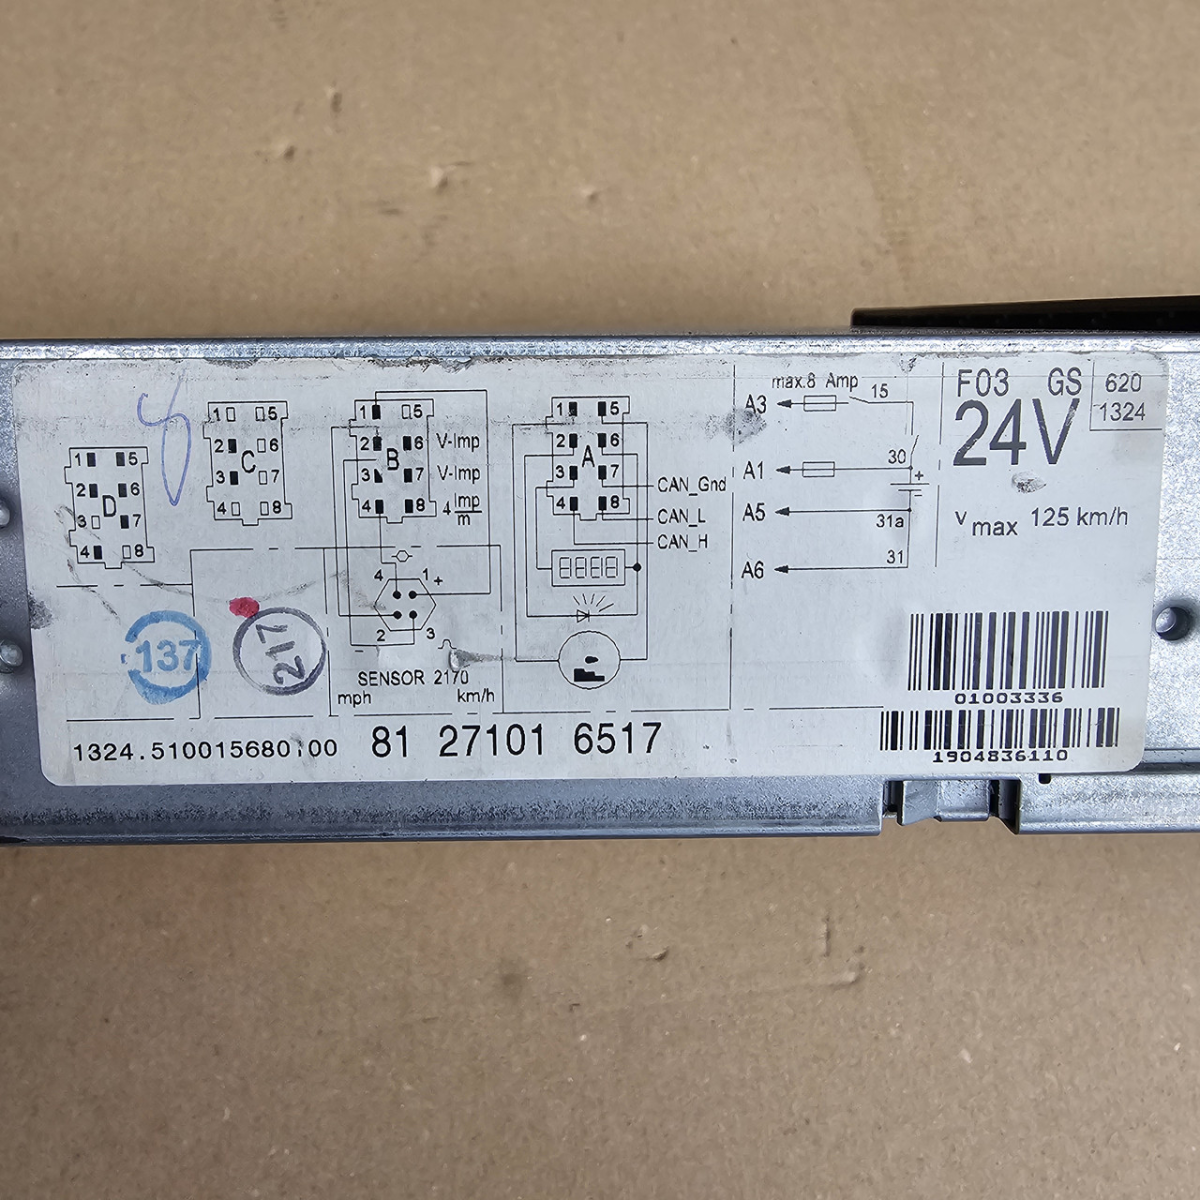 F03 GS
620
1324
24V
v max 125 km/h
max.8 Amp
15
A3
30
A1
+
-
A5
31a
A6
31
8
1 5
2 6
3 7
4 8
D
1 5
2 6
3 7
4 8
C
1 5
2 6 V-Imp
3 7 V-Imp
4 8 4 Imp/m
B
1 5
2 6
3 7
4 8
A
CAN_Gnd
CAN_L
CAN_H
8888
4 1 +
2 3
-
SENSOR 2170
mph km/h
137
217
01003336
1904836110
1324.510015680100
81 27101 6517